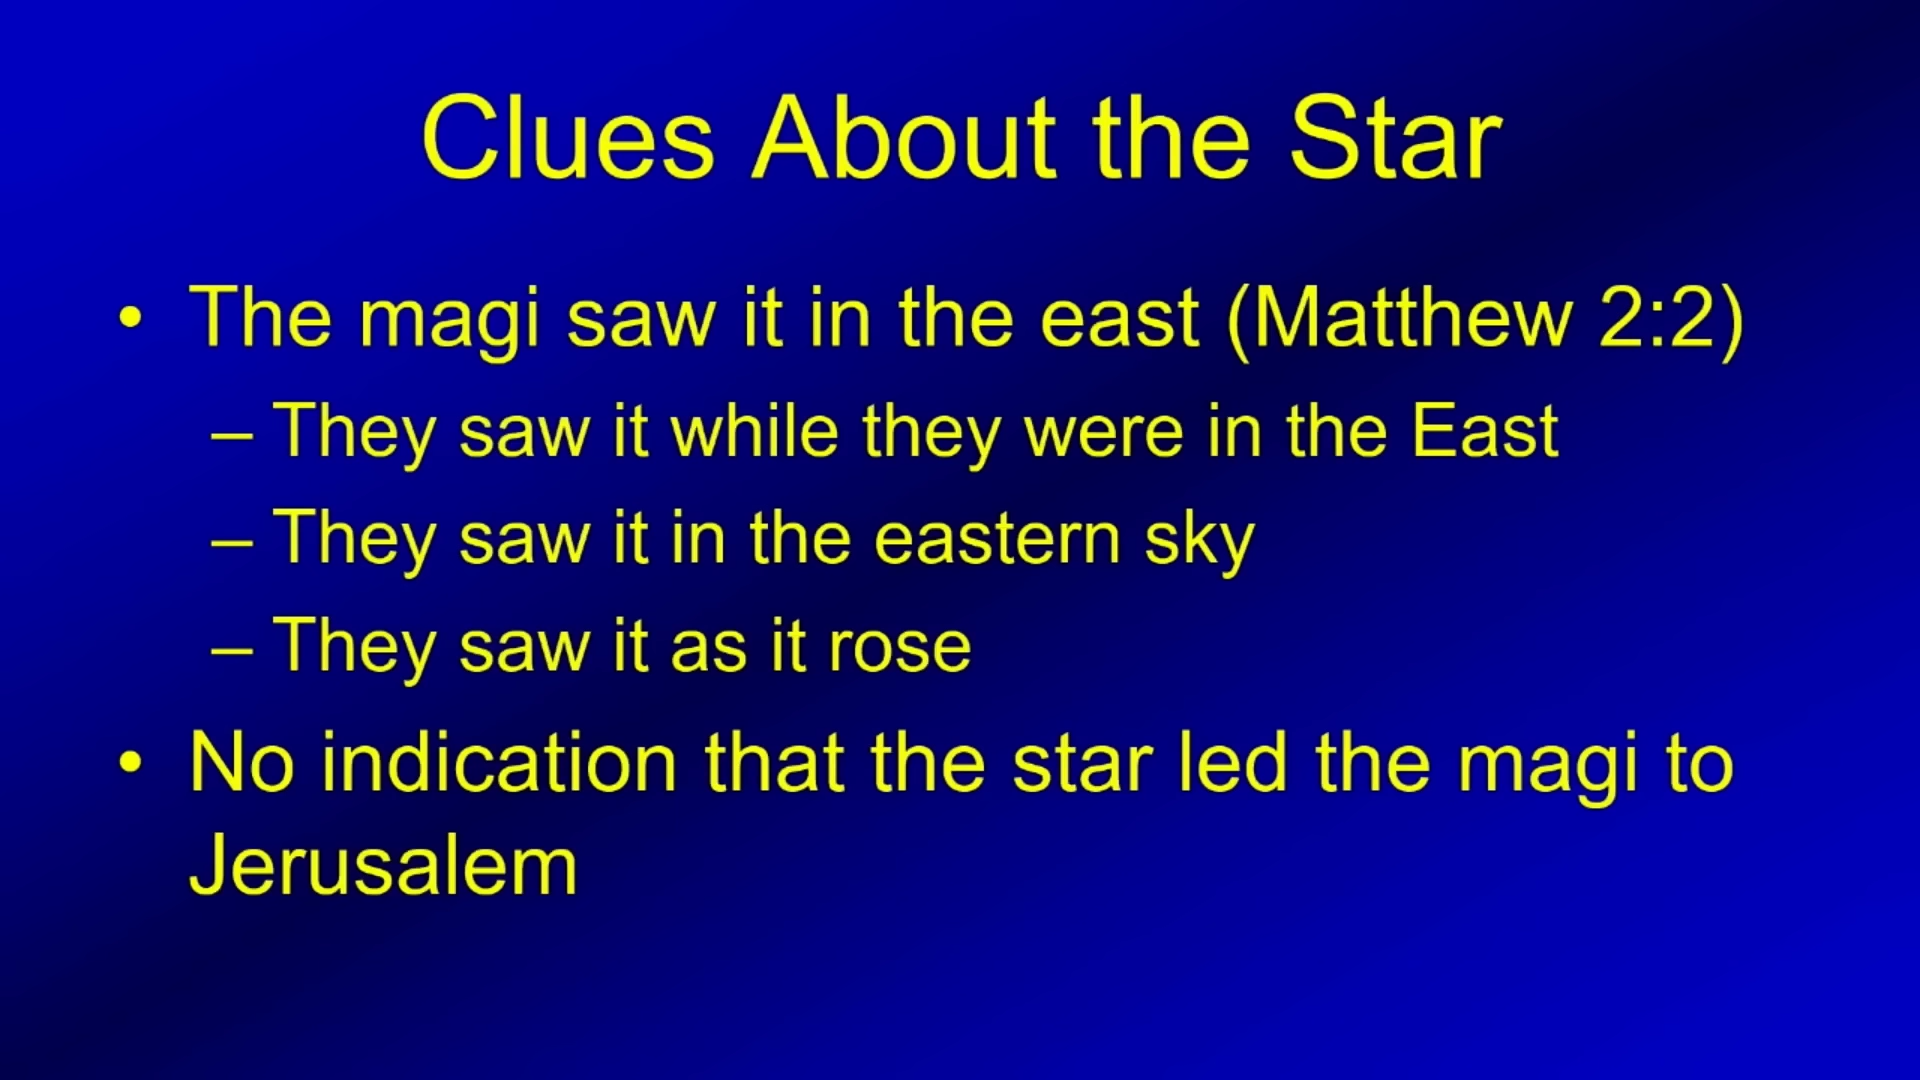 Clues About the Star
• The magi saw it in the east (Matthew 2:2)
– They saw it while they were in the East
– They saw it in the eastern sky
– They saw it as it rose
• No indication that the star led the magi to
Jerusalem